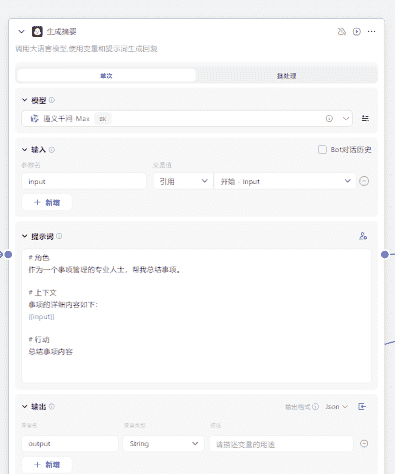 生成摘要
调用大语言模型,使用变量和提示词生成回复
单次 批处理
模型
通义千问 Max 8K
输入 Bot对话历史
参数名 变量值
input 引用 开始 - input
+ 新增
提示词
# 角色
作为一个事项管理的专业人士，帮我总结事项。
# 上下文
事项的详细内容如下：
{{input}}
# 行动
总结事项内容
输出 输出格式 Json
变量名 变量类型 描述
output String 请描述变量的用途
+ 新增